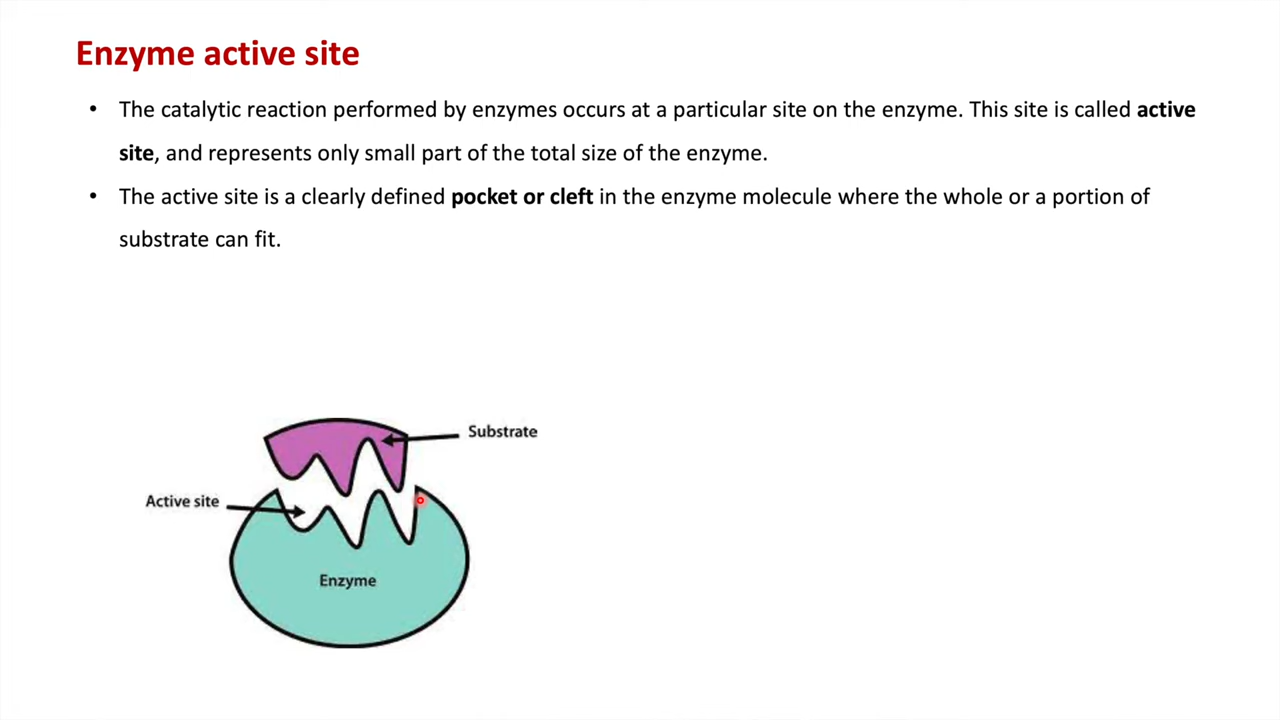 Enzyme active site
• The catalytic reaction performed by enzymes occurs at a particular site on the enzyme. This site is called active
site, and represents only small part of the total size of the enzyme.
• The active site is a clearly defined pocket or cleft in the enzyme molecule where the whole or a portion of
substrate can fit.
Substrate
Active site
Enzyme